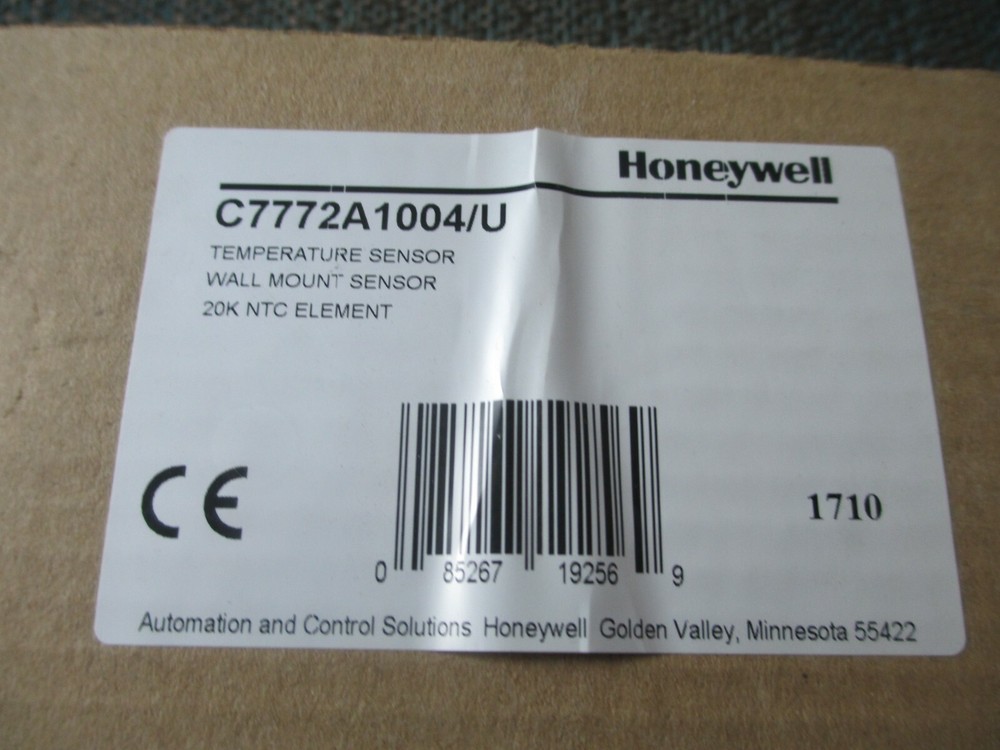 Honeywell
C7772A1004/U
TEMPERATURE SENSOR
WALL MOUNT SENSOR
20K NTC ELEMENT
CE
1710
0 85267 19256 9
Automation and Control Solutions Honeywell Golden Valley, Minnesota 55422